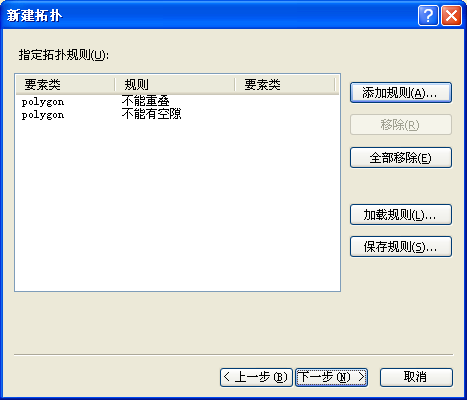 新建拓扑
指定拓扑规则(U):
要素类 规则 要素类
polygon 不能重叠
polygon 不能有空隙
添加规则(A)...
移除(R)
全部移除(E)
加载规则(L)...
保存规则(S)...
< 上一步(B)
下一步(N) >
取消